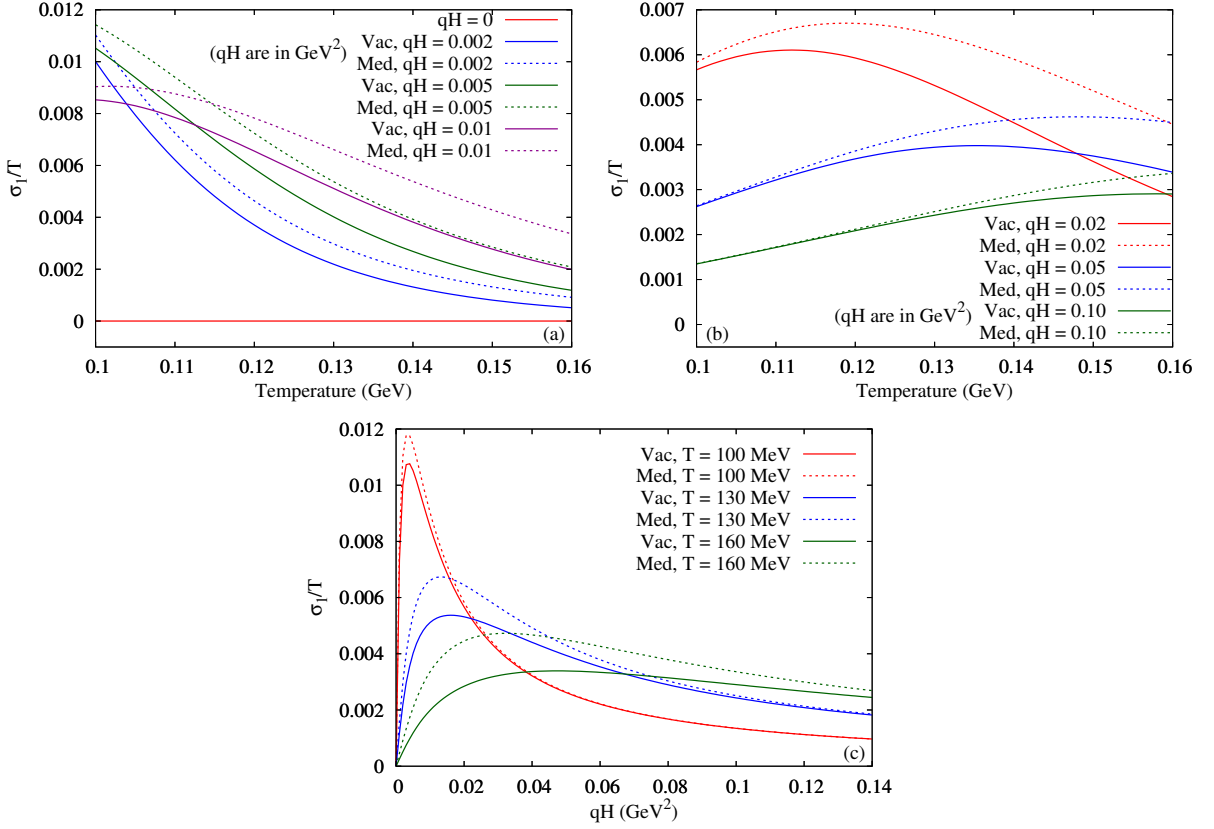 0.012
0.01
0.008
0.006
0.004
0.002
0
σ₁/T
(qH are in GeV²)
qH = 0
Vac, qH = 0.002
Med, qH = 0.002
Vac, qH = 0.005
Med, qH = 0.005
Vac, qH = 0.01
Med, qH = 0.01
(a)
0.1 0.11 0.12 0.13 0.14 0.15 0.16
Temperature (GeV)
0.007
0.006
0.005
0.004
0.003
0.002
0.001
0
σ₁/T
Vac, qH = 0.02
Med, qH = 0.02
Vac, qH = 0.05
Med, qH = 0.05
Vac, qH = 0.10
Med, qH = 0.10
(qH are in GeV²)
(b)
0.1 0.11 0.12 0.13 0.14 0.15 0.16
Temperature (GeV)
0.012
0.01
0.008
0.006
0.004
0.002
0
σ₁/T
Vac, T = 100 MeV
Med, T = 100 MeV
Vac, T = 130 MeV
Med, T = 130 MeV
Vac, T = 160 MeV
Med, T = 160 MeV
(c)
0 0.02 0.04 0.06 0.08 0.1 0.12 0.14
qH (GeV²)